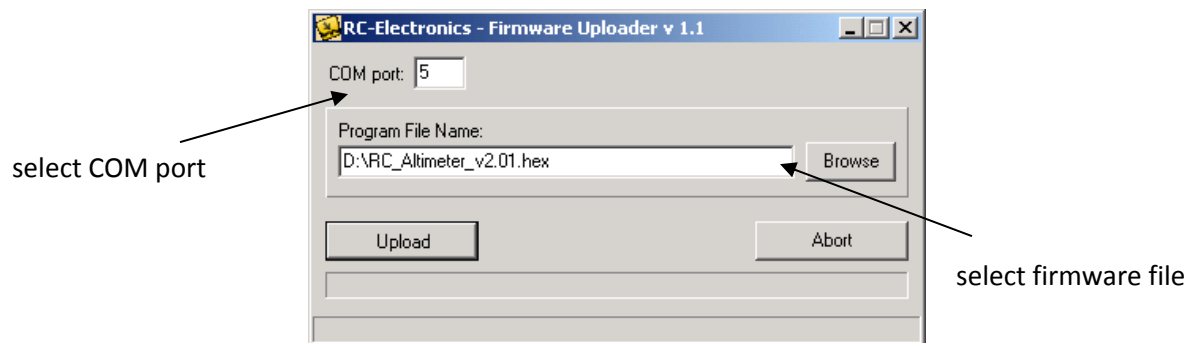 RC-Electronics - Firmware Uploader v 1.1
COM port: 5
Program File Name:
select COM port
D:\RC_Altimeter_v2.01.hex Browse
Upload Abort
select firmware file